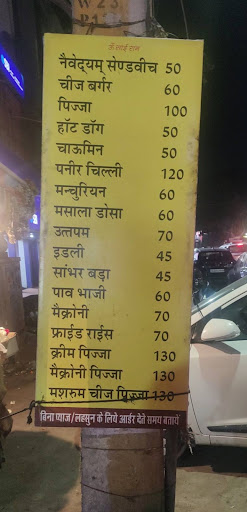 W 23
ॐ साईं राम
नैवेद्यम् सेण्डवीच 50
चीज बर्गर 60
पिज्जा 100
हॉट डॉग 50
चाऊमिन 50
पनीर चिल्ली 120
मन्चुरियन 60
मसाला डोसा 60
उत्तपम 70
इडली 45
सांभर बड़ा 45
पाव भाजी 60
मैक्रोनी 70
फ्राईड राईस 70
क्रीम पिज्जा 130
मैक्रोनी पिज्जा 130
मशरुम चीज पिज्जा 130
बिना प्याज/लहसुन के लिये आर्डर देते समय बतायें